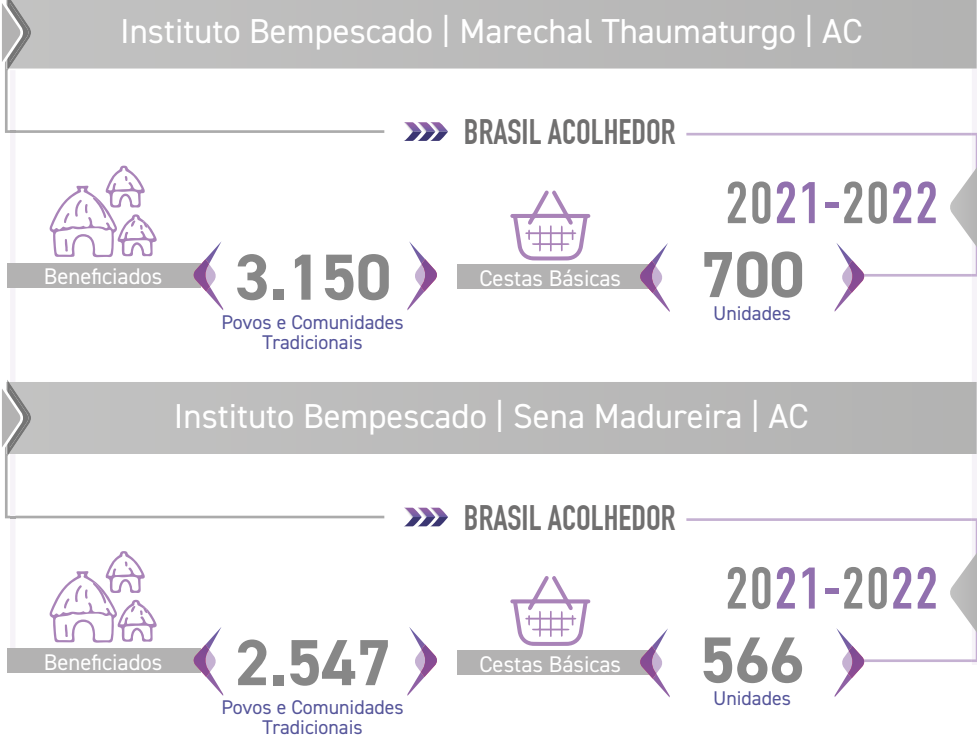 Instituto Bempescado | Marechal Thaumaturgo | AC
BRASIL ACOLHEDOR
2021-2022
Beneficiados
3.150
Povos e Comunidades
Tradicionais
Cestas Básicas
700
Unidades
Instituto Bempescado | Sena Madureira | AC
BRASIL ACOLHEDOR
2021-2022
Beneficiados
2.547
Povos e Comunidades
Tradicionais
Cestas Básicas
566
Unidades